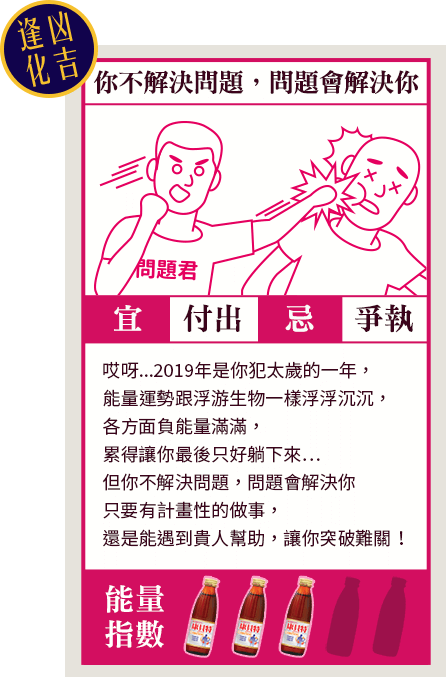 逢凶
化吉
你不解決問題，問題會解決你
問題君
宜 付出 忌 爭執
哎呀...2019年是你犯太歲的一年，
能量運勢跟浮游生物一樣浮浮沉沉，
各方面負能量滿滿，
累得讓你最後只好躺下來...
但你不解決問題，問題會解決你
只要有計畫性的做事，
還是能遇到貴人幫助，讓你突破難關！
能量
指數